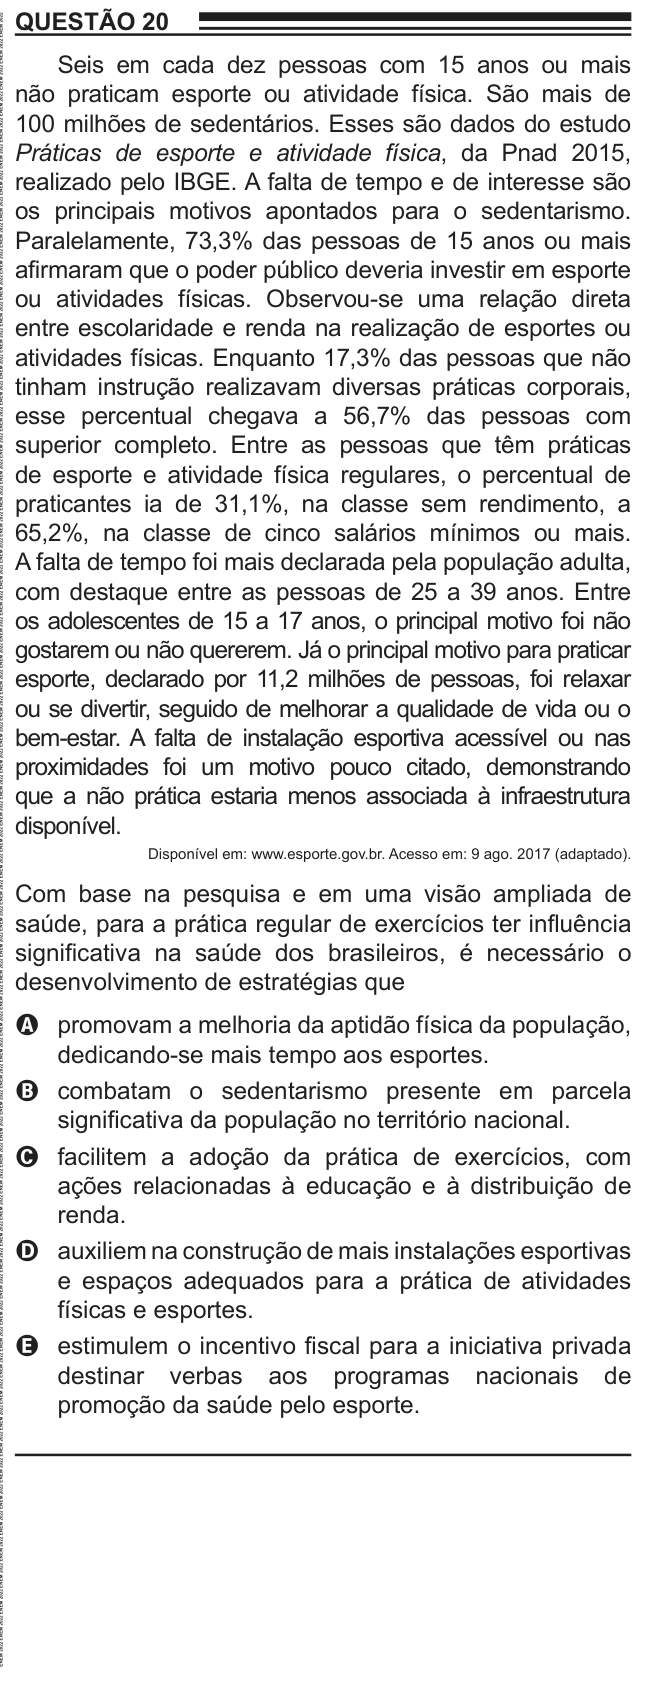 QUESTÃO 20
Seis em cada dez pessoas com 15 anos ou mais
não praticam esporte ou atividade física. São mais de
100 milhões de sedentários. Esses são dados do estudo
Práticas de esporte e atividade física, da Pnad 2015,
realizado pelo IBGE. A falta de tempo e de interesse são
os principais motivos apontados para o sedentarismo.
Paralelamente, 73,3% das pessoas de 15 anos ou mais
afirmaram que o poder público deveria investir em esporte
ou atividades físicas. Observou-se uma relação direta
entre escolaridade e renda na realização de esportes ou
atividades físicas. Enquanto 17,3% das pessoas que não
tinham instrução realizavam diversas práticas corporais,
esse percentual chegava a 56,7% das pessoas com
superior completo. Entre as pessoas que têm práticas
de esporte e atividade física regulares, o percentual de
praticantes ia de 31,1%, na classe sem rendimento, a
65,2%, na classe de cinco salários mínimos ou mais.
A falta de tempo foi mais declarada pela população adulta,
com destaque entre as pessoas de 25 a 39 anos. Entre
os adolescentes de 15 a 17 anos, o principal motivo foi não
gostarem ou não quererem. Já o principal motivo para praticar
esporte, declarado por 11,2 milhões de pessoas, foi relaxar
ou se divertir, seguido de melhorar a qualidade de vida ou o
bem-estar. A falta de instalação esportiva acessível ou nas
proximidades foi um motivo pouco citado, demonstrando
que a não prática estaria menos associada à infraestrutura
disponível.
Disponível em: www.esporte.gov.br. Acesso em: 9 ago. 2017 (adaptado).
Com base na pesquisa e em uma visão ampliada de
saúde, para a prática regular de exercícios ter influência
significativa na saúde dos brasileiros, é necessário o
desenvolvimento de estratégias que
A promovam a melhoria da aptidão física da população,
dedicando-se mais tempo aos esportes.
B combatam o sedentarismo presente em parcela
significativa da população no território nacional.
C facilitem a adoção da prática de exercícios, com
ações relacionadas à educação e à distribuição de
renda.
D auxiliem na construção de mais instalações esportivas
e espaços adequados para a prática de atividades
físicas e esportes.
E estimulem o incentivo fiscal para a iniciativa privada
destinar verbas aos programas nacionais de
promoção da saúde pelo esporte.